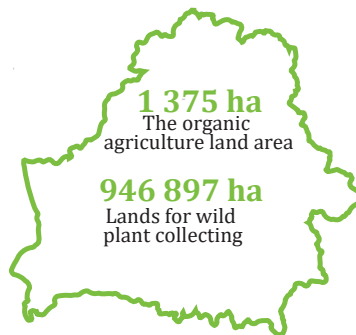 1 375 ha
The organic
agriculture land area
946 897 ha
Lands for wild
plant collecting